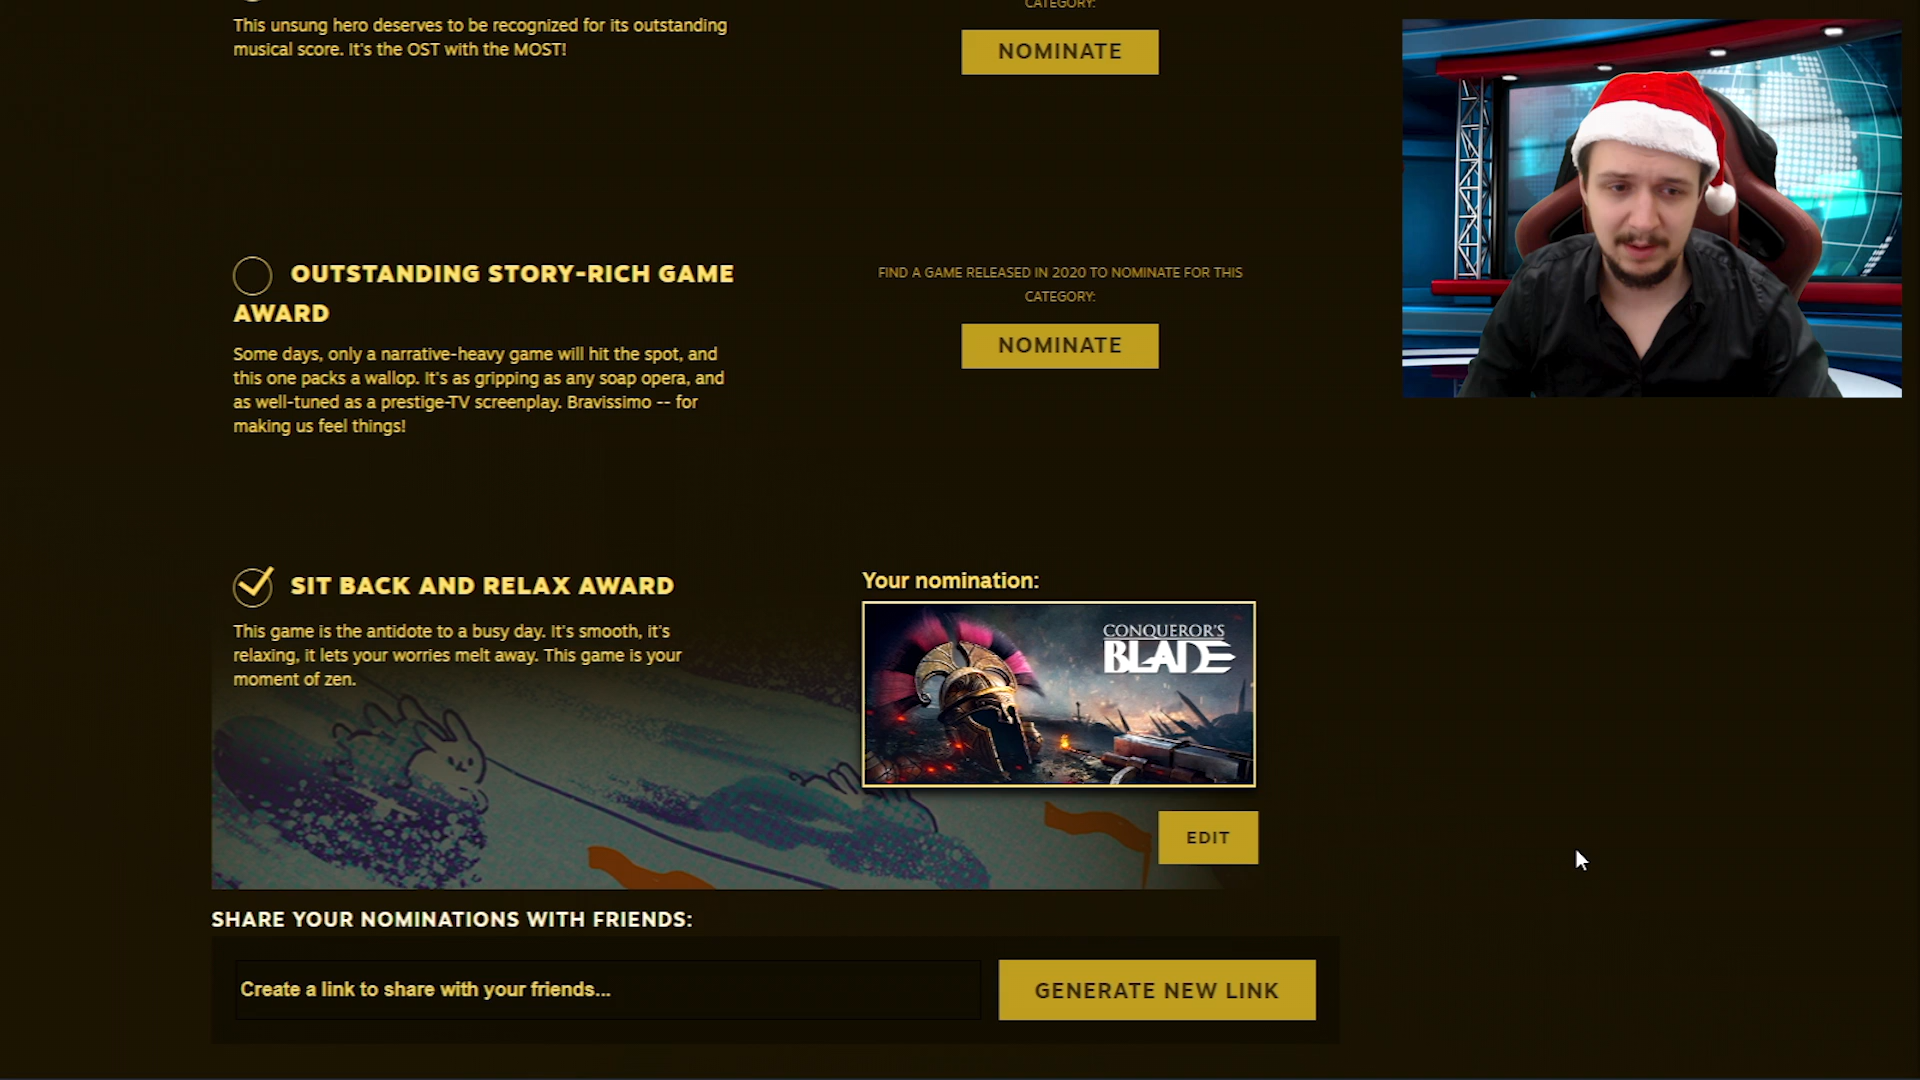 CATEGORY:
This unsung hero deserves to be recognized for its outstanding
musical score. It's the OST with the MOST!
NOMINATE
OUTSTANDING STORY-RICH GAME
AWARD
Some days, only a narrative-heavy game will hit the spot, and
this one packs a wallop. It's as gripping as any soap opera, and
as well-tuned as a prestige-TV screenplay. Bravissimo -- for
making us feel things!
FIND A GAME RELEASED IN 2020 TO NOMINATE FOR THIS
CATEGORY:
NOMINATE
SIT BACK AND RELAX AWARD
This game is the antidote to a busy day. It's smooth, it's
relaxing, it lets your worries melt away. This game is your
moment of zen.
Your nomination:
CONQUEROR'S
BLADE
EDIT
SHARE YOUR NOMINATIONS WITH FRIENDS:
Create a link to share with your friends...
GENERATE NEW LINK